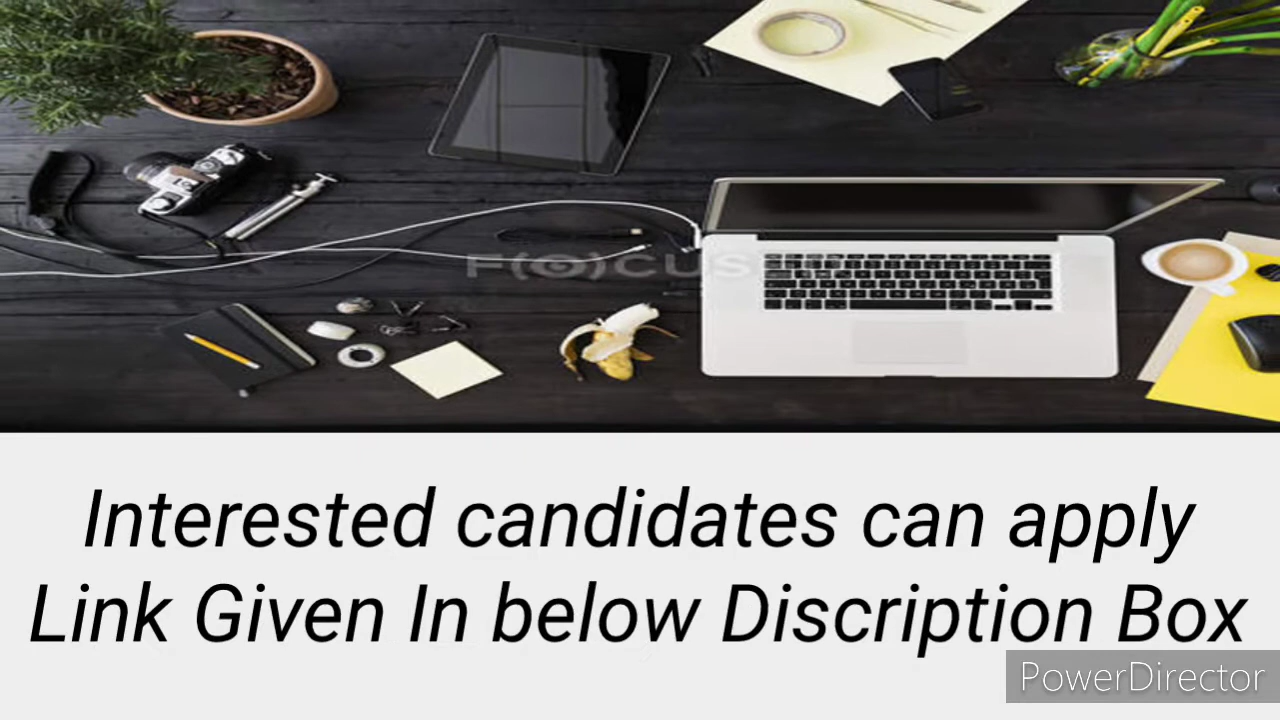 Interested candidates can apply
Link Given In below Discription Box
PowerDirector